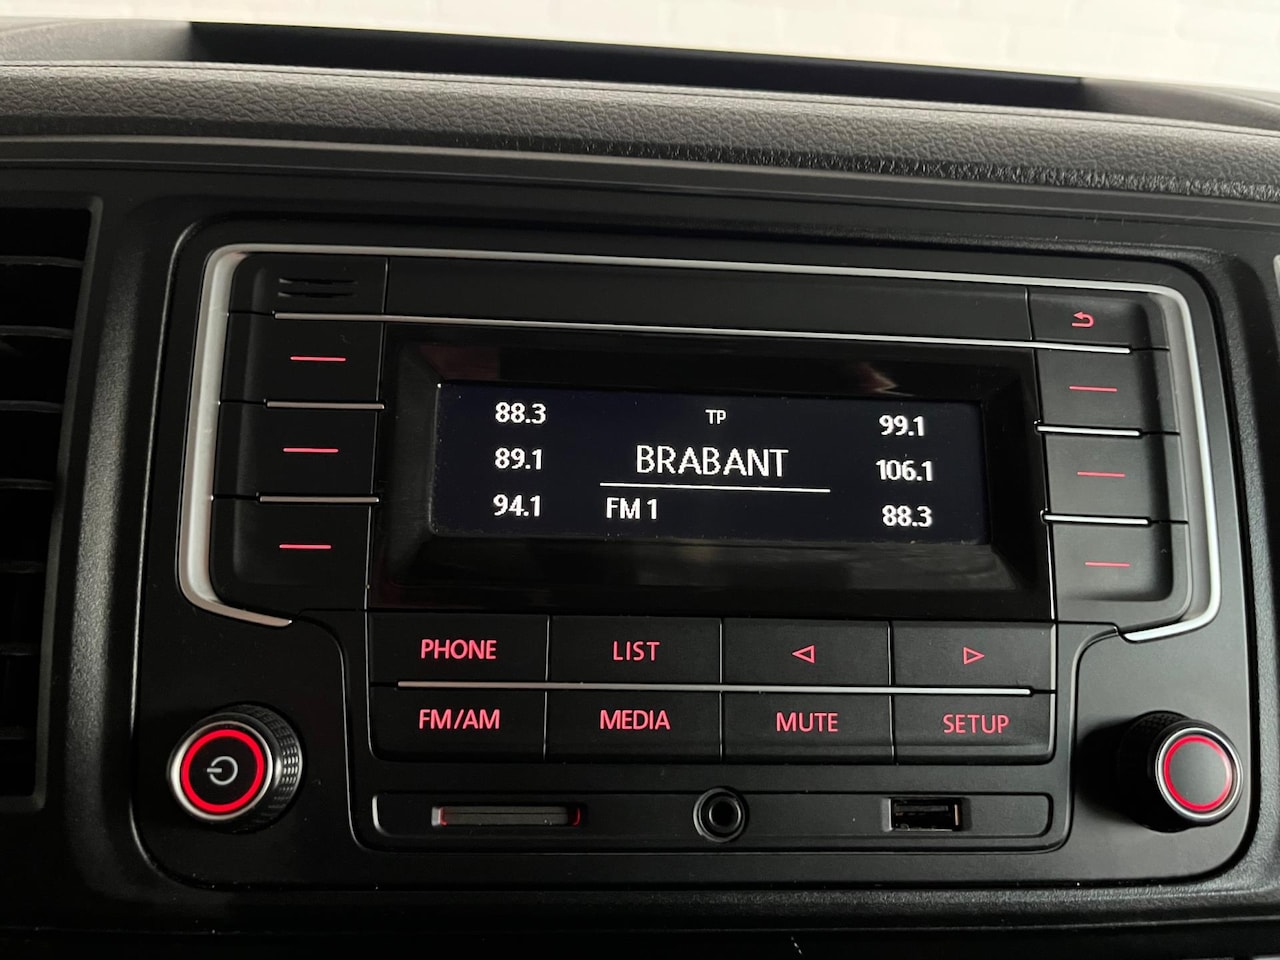 88.3 TP 99.1
89.1 BRABANT 106.1
94.1 FM 1 88.3
PHONE LIST
FM/AM MEDIA MUTE SETUP